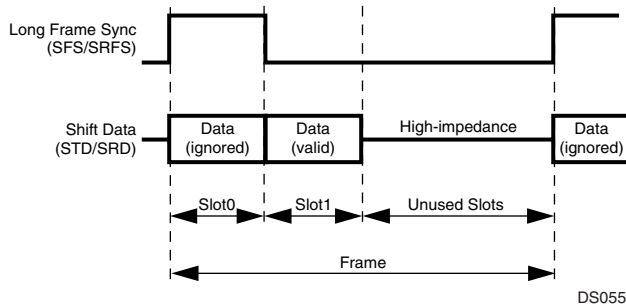 Long Frame Sync
(SFS/SRFS)
Shift Data
(STD/SRD)
Data
(ignored)
Data
(valid)
High-impedance
Data
(ignored)
Slot0
Slot1
Unused Slots
Frame
DS055